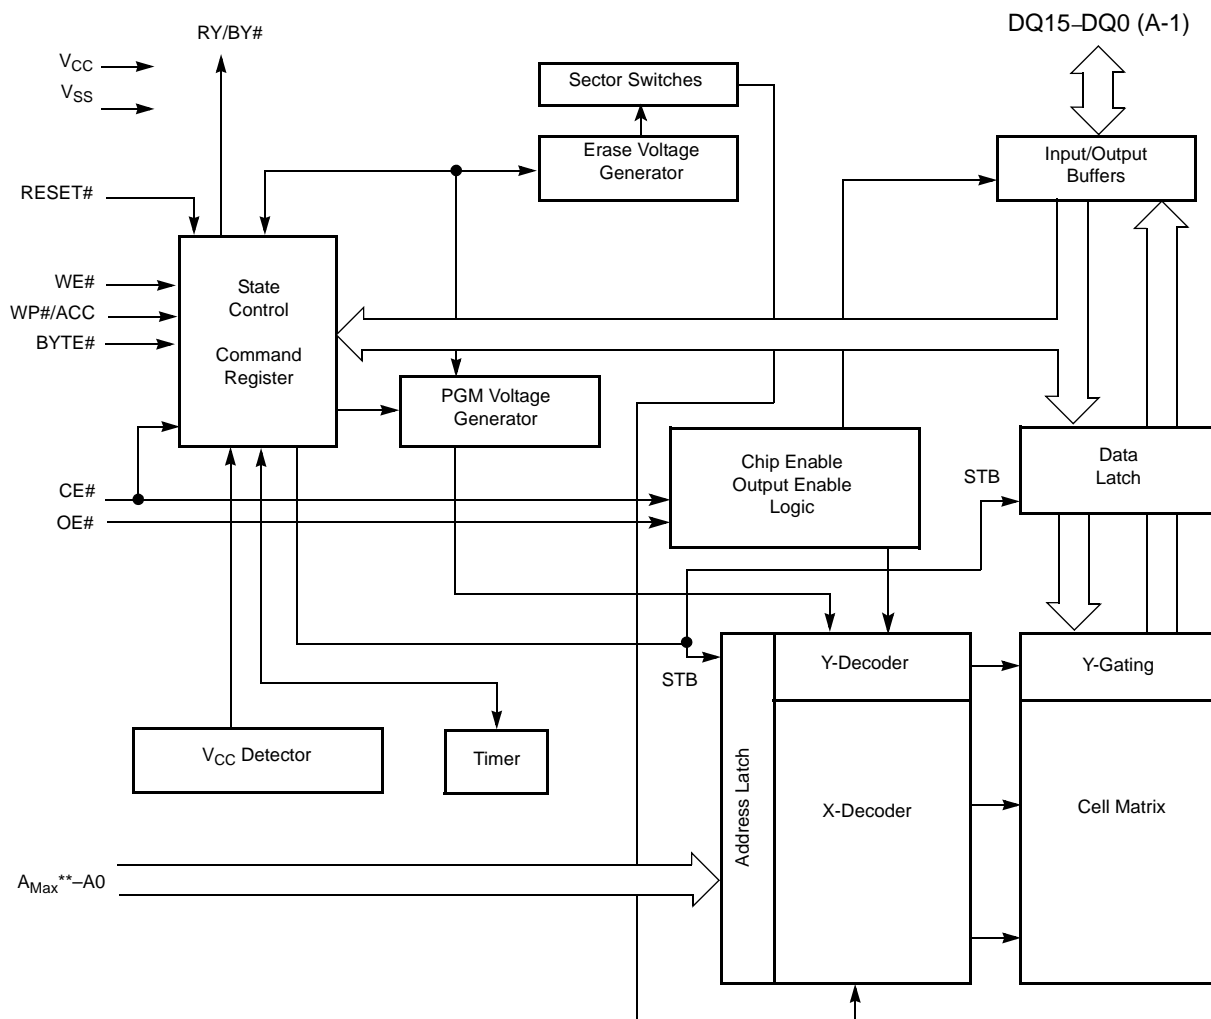 DQ15–DQ0 (A-1)
RY/BY#
VCC
VSS
Sector Switches
Erase Voltage
Generator
Input/Output
Buffers
RESET#
WE#
WP#/ACC
BYTE#
State
Control
Command
Register
PGM Voltage
Generator
Chip Enable
Output Enable
Logic
STB
Data
Latch
CE#
OE#
STB
Y-Decoder
Y-Gating
VCC Detector
Timer
Address Latch
X-Decoder
Cell Matrix
AMax**–A0